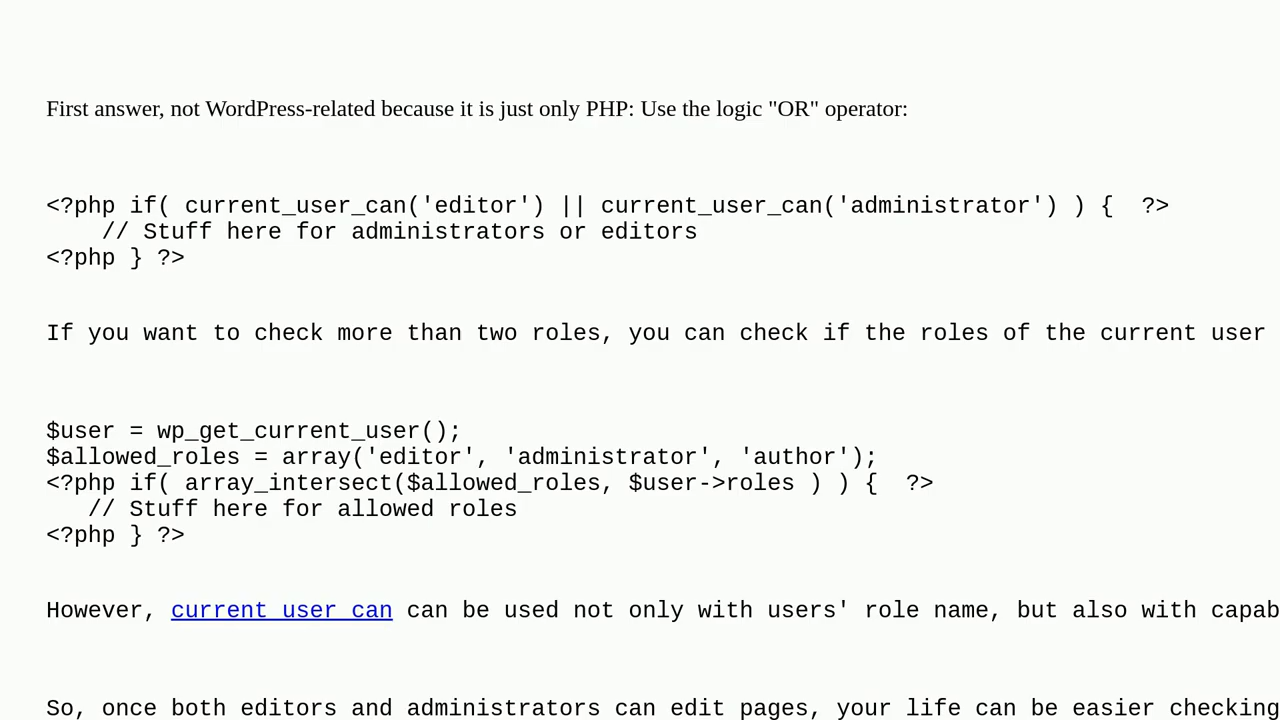 First answer, not WordPress-related because it is just only PHP: Use the logic "OR" operator:
<?php if( current_user_can('editor') || current_user_can('administrator') ) {  ?>
    // Stuff here for administrators or editors
<?php } ?>
If you want to check more than two roles, you can check if the roles of the current user
$user = wp_get_current_user();
$allowed_roles = array('editor', 'administrator', 'author');
<?php if( array_intersect($allowed_roles, $user->roles ) ) {  ?>
   // Stuff here for allowed roles
<?php } ?>
However, current_user_can can be used not only with users' role name, but also with capab
So, once both editors and administrators can edit pages, your life can be easier checking